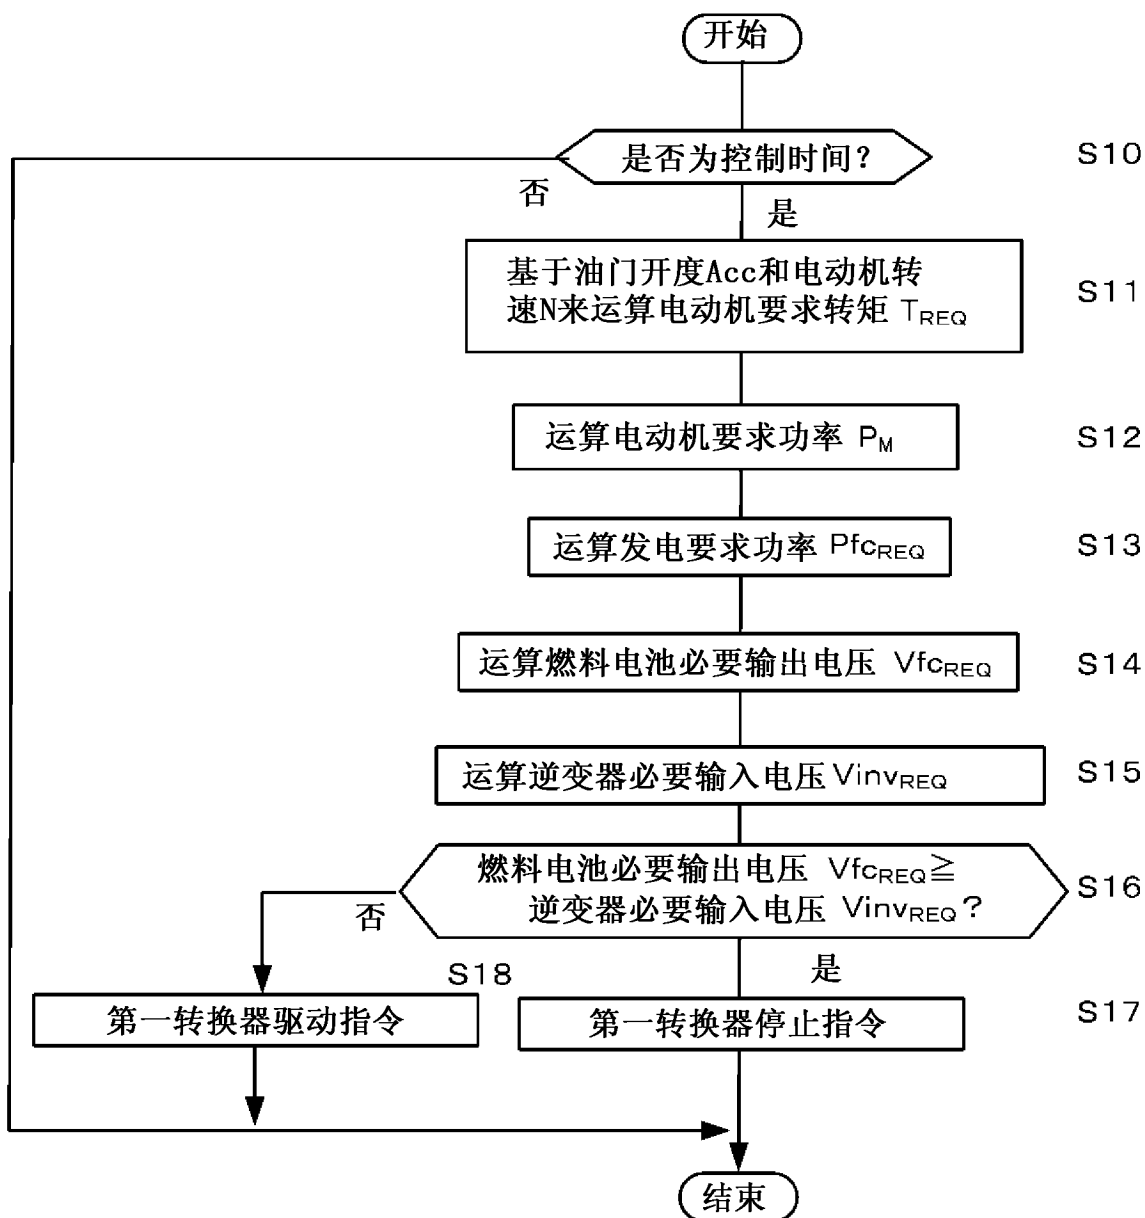 开始
是否为控制时间？
S10
否
是
基于油门开度Acc和电动机转
速N来运算电动机要求转矩 TREQ
S11
运算电动机要求功率 PM
S12
运算发电要求功率 PfcREQ
S13
运算燃料电池必要输出电压 VfcREQ
S14
运算逆变器必要输入电压VinvREQ
S15
燃料电池必要输出电压 VfcREQ≧
逆变器必要输入电压 VinvREQ？
S16
否
是
S18
第一转换器驱动指令
第一转换器停止指令
S17
结束